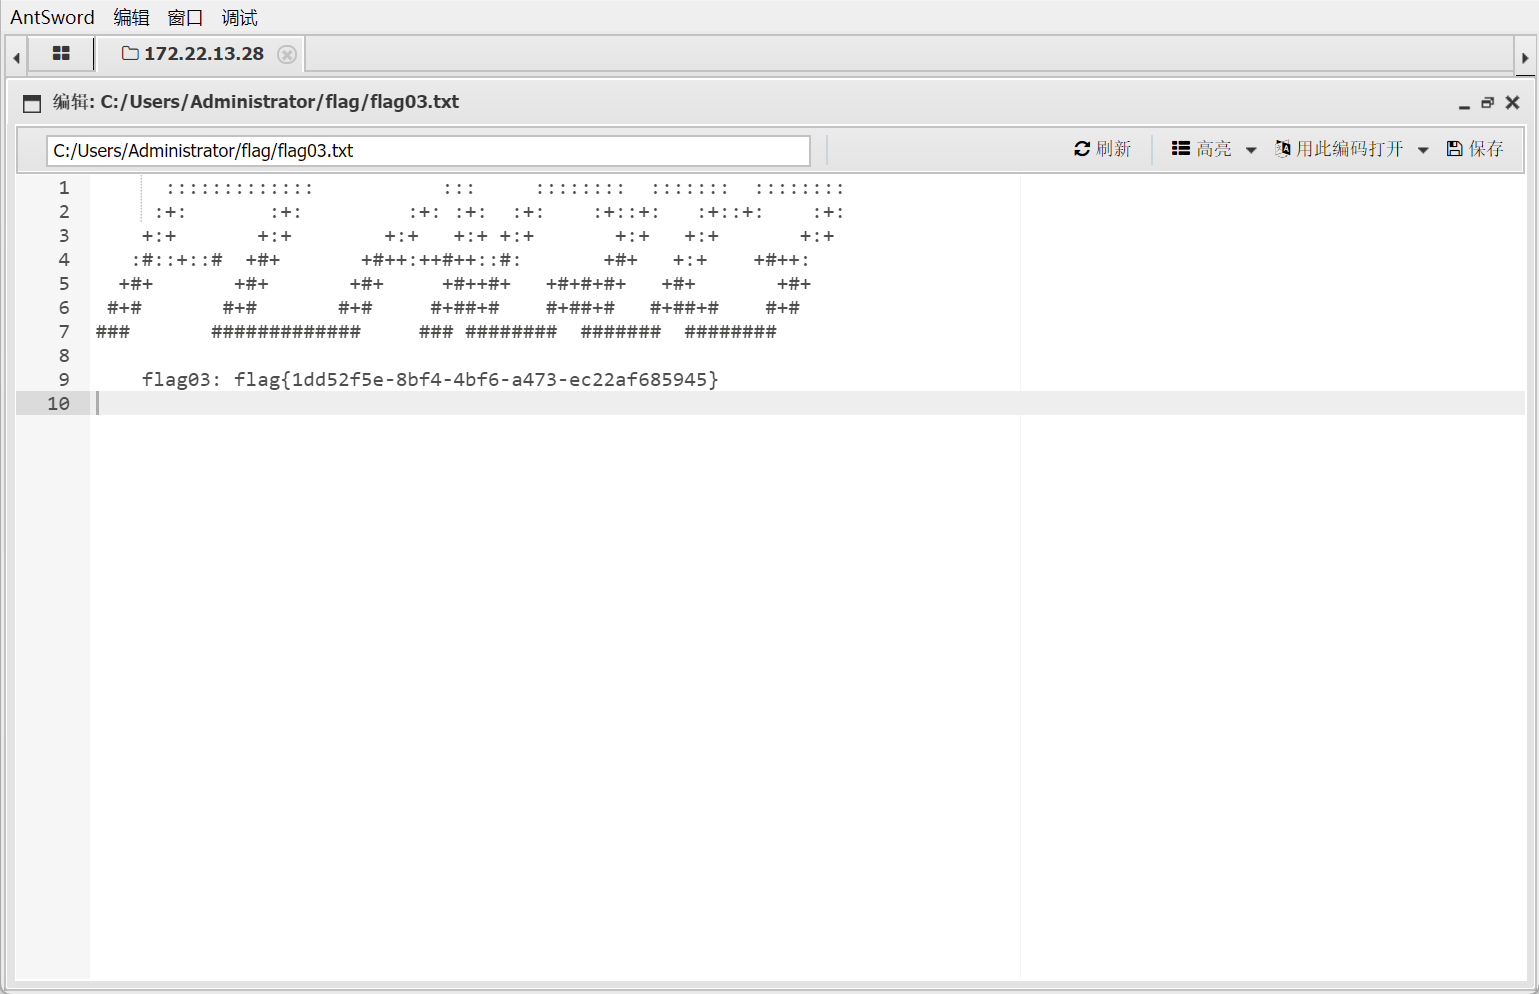 AntSword 编辑 窗口 调试
172.22.13.28
编辑: C:/Users/Administrator/flag/flag03.txt
C:/Users/Administrator/flag/flag03.txt 刷新 高亮 用此编码打开 保存
1       :::::::::::::           :::     ::::::::  :::::::  ::::::::
2      :+:       :+:         :+: :+:  :+:    :+::+:   :+::+:    :+:
3     +:+       +:+        +:+   +:+ +:+       +:+   +:+       +:+
4    :#::+::#  +#+       +#++:++#++::#:       +#+   +:+    +#++:
5   +#+       +#+       +#+     +#++#+   +#+#+#+   +#+       +#+
6  #+#       #+#       #+#     #+##+#    #+##+#   #+##+#    #+#
7 ###       #############     ### ########  #######  ########
8
9     flag03: flag{1dd52f5e-8bf4-4bf6-a473-ec22af685945}
10